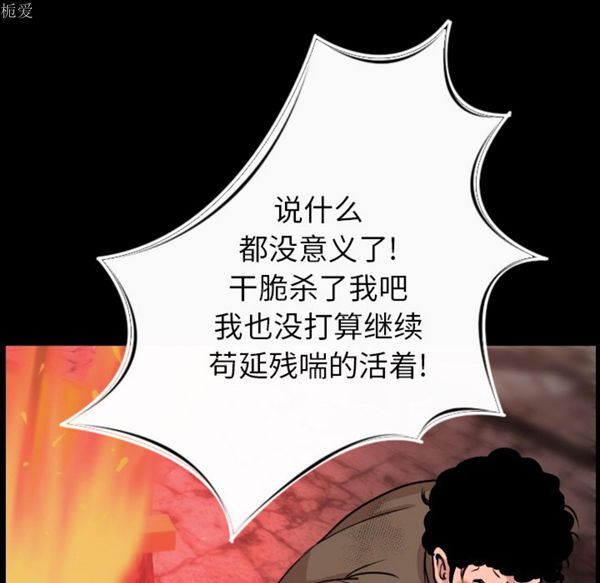 栀爱
说什么
都没意义了!
干脆杀了我吧
我也没打算继续
苟延残喘的活着!